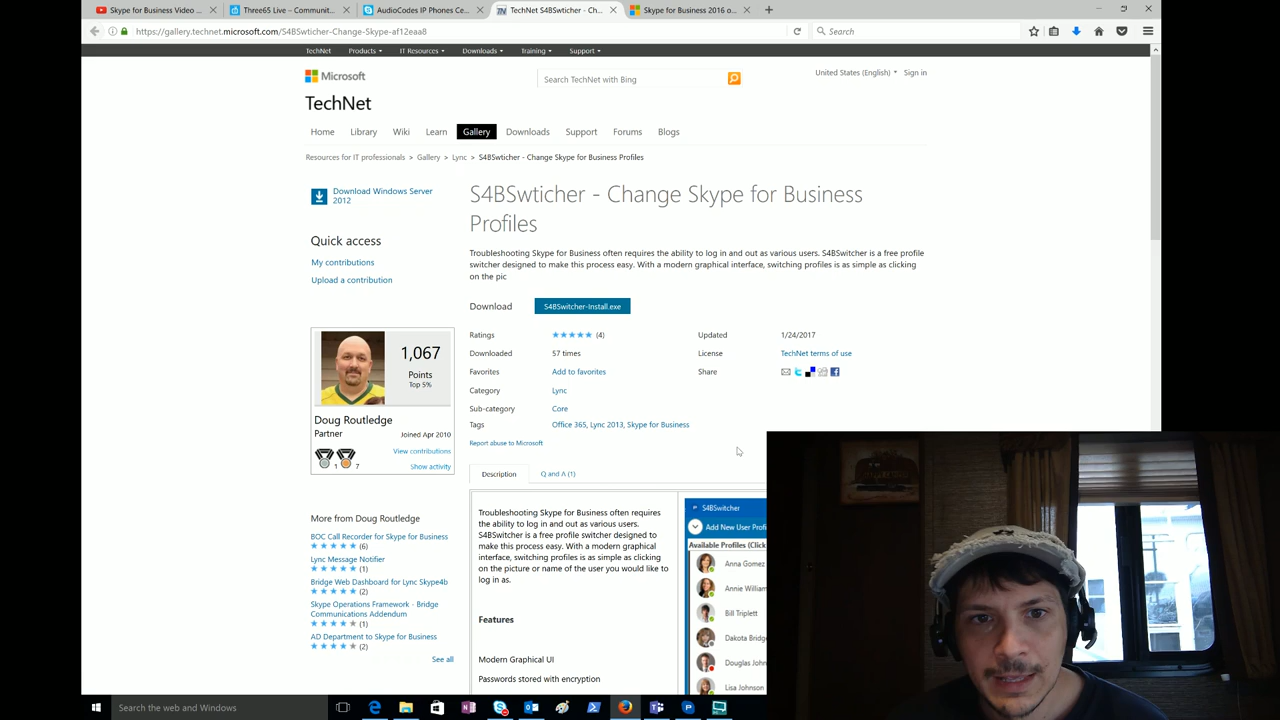 Skype for Business Video ...
Three65 Live – Communit...
AudioCodes IP Phones Ce...
TechNet S4BSwticher - Ch...
Skype for Business 2016 o...
https://gallery.technet.microsoft.com/S4BSwticher-Change-Skype-af12eaa8
Search
TechNet Products IT Resources Downloads Training Support
Microsoft
TechNet
Search TechNet with Bing
United States (English) Sign in
Home Library Wiki Learn Gallery Downloads Support Forums Blogs
Resources for IT professionals > Gallery > Lync > S4BSwticher - Change Skype for Business Profiles
Download Windows Server
2012
Quick access
My contributions
Upload a contribution
1,067
Points
Top 5%
Doug Routledge
Partner Joined Apr 2010
1 7
View contributions
Show activity
More from Doug Routledge
BOC Call Recorder for Skype for Business
(6)
Lync Message Notifier
(1)
Bridge Web Dashboard for Lync Skype4b
(2)
Skype Operations Framework - Bridge
Communications Addendum
(1)
AD Department to Skype for Business
(2)
See all
S4BSwticher - Change Skype for Business
Profiles
Troubleshooting Skype for Business often requires the ability to log in and out as various users. S4BSwitcher is a free profile
switcher designed to make this process easy. With a modern graphical interface, switching profiles is as simple as clicking
on the pic
Download S4BSwitcher-Install.exe
Ratings (4) Updated 1/24/2017
Downloaded 57 times License TechNet terms of use
Favorites Add to favorites Share
Category Lync
Sub-category Core
Tags Office 365, Lync 2013, Skype for Business
Report abuse to Microsoft
Description Q and A (1)
Troubleshooting Skype for Business often requires
the ability to log in and out as various users.
S4BSwitcher is a free profile switcher designed to
make this process easy. With a modern graphical
interface, switching profiles is as simple as clicking
on the picture or name of the user you would like to
log in as.
Features
Modern Graphical UI
Passwords stored with encryption
S4BSwitcher
Add New User Profi
Available Profiles (Click
Anna Gomez
Annie William
Bill Triplett
Dakota Bridg
Douglas John
Lisa Johnson
Search the web and Windows